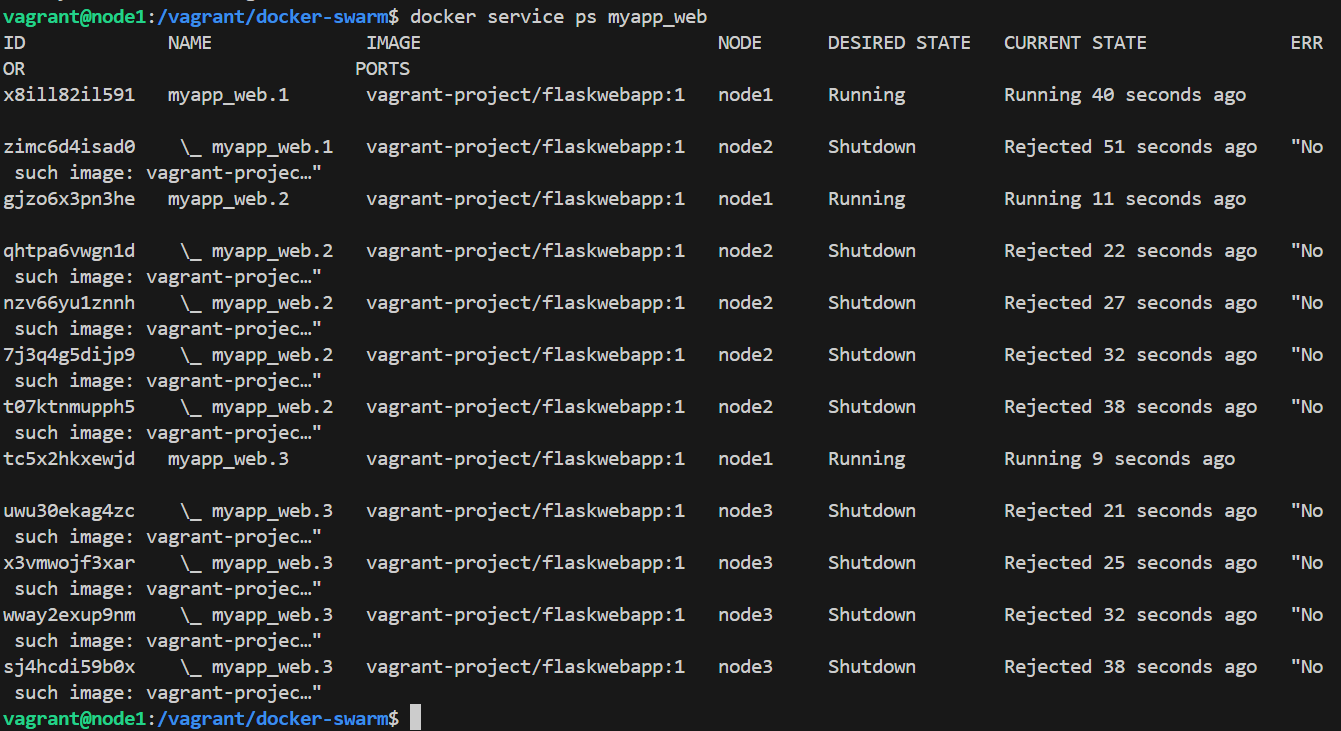 vagrant@node1:/vagrant/docker-swarm$ docker service ps myapp_web
ID             NAME              IMAGE                           NODE      DESIRED STATE   CURRENT STATE             ERR
OR                              PORTS
x8ill82il591   myapp_web.1       vagrant-project/flaskwebapp:1   node1     Running         Running 40 seconds ago
zimc6d4isad0    \_ myapp_web.1   vagrant-project/flaskwebapp:1   node2     Shutdown        Rejected 51 seconds ago   "No
 such image: vagrant-projec…"
gjzo6x3pn3he   myapp_web.2       vagrant-project/flaskwebapp:1   node1     Running         Running 11 seconds ago
qhtpa6vwgn1d    \_ myapp_web.2   vagrant-project/flaskwebapp:1   node2     Shutdown        Rejected 22 seconds ago   "No
 such image: vagrant-projec…"
nzv66yu1znnh    \_ myapp_web.2   vagrant-project/flaskwebapp:1   node2     Shutdown        Rejected 27 seconds ago   "No
 such image: vagrant-projec…"
7j3q4g5dijp9    \_ myapp_web.2   vagrant-project/flaskwebapp:1   node2     Shutdown        Rejected 32 seconds ago   "No
 such image: vagrant-projec…"
t07ktnmupph5    \_ myapp_web.2   vagrant-project/flaskwebapp:1   node2     Shutdown        Rejected 38 seconds ago   "No
 such image: vagrant-projec…"
tc5x2hkxewjd   myapp_web.3       vagrant-project/flaskwebapp:1   node1     Running         Running 9 seconds ago
uwu30ekag4zc    \_ myapp_web.3   vagrant-project/flaskwebapp:1   node3     Shutdown        Rejected 21 seconds ago   "No
 such image: vagrant-projec…"
x3vmwojf3xar    \_ myapp_web.3   vagrant-project/flaskwebapp:1   node3     Shutdown        Rejected 25 seconds ago   "No
 such image: vagrant-projec…"
wway2exup9nm    \_ myapp_web.3   vagrant-project/flaskwebapp:1   node3     Shutdown        Rejected 32 seconds ago   "No
 such image: vagrant-projec…"
sj4hcdi59b0x    \_ myapp_web.3   vagrant-project/flaskwebapp:1   node3     Shutdown        Rejected 38 seconds ago   "No
 such image: vagrant-projec…"
vagrant@node1:/vagrant/docker-swarm$